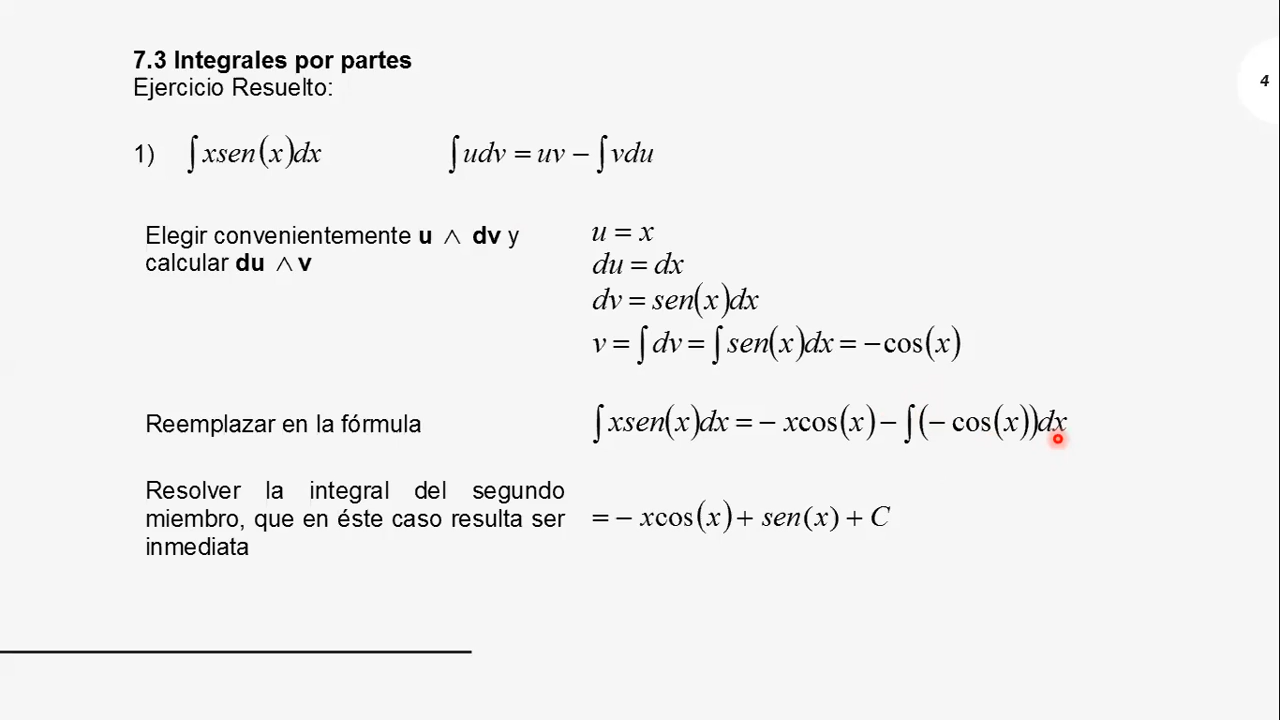 7.3 Integrales por partes
Ejercicio Resuelto:
4
1) ∫xsen(x)dx ∫udv = uv − ∫vdu
Elegir convenientemente u ∧ dv y
calcular du ∧ v
u = x
du = dx
dv = sen(x)dx
v = ∫dv = ∫sen(x)dx = −cos(x)
Reemplazar en la fórmula
∫xsen(x)dx = − xcos(x) − ∫(− cos(x))dx
Resolver la integral del segundo
miembro, que en éste caso resulta ser
inmediata
= − xcos(x) + sen(x) + C